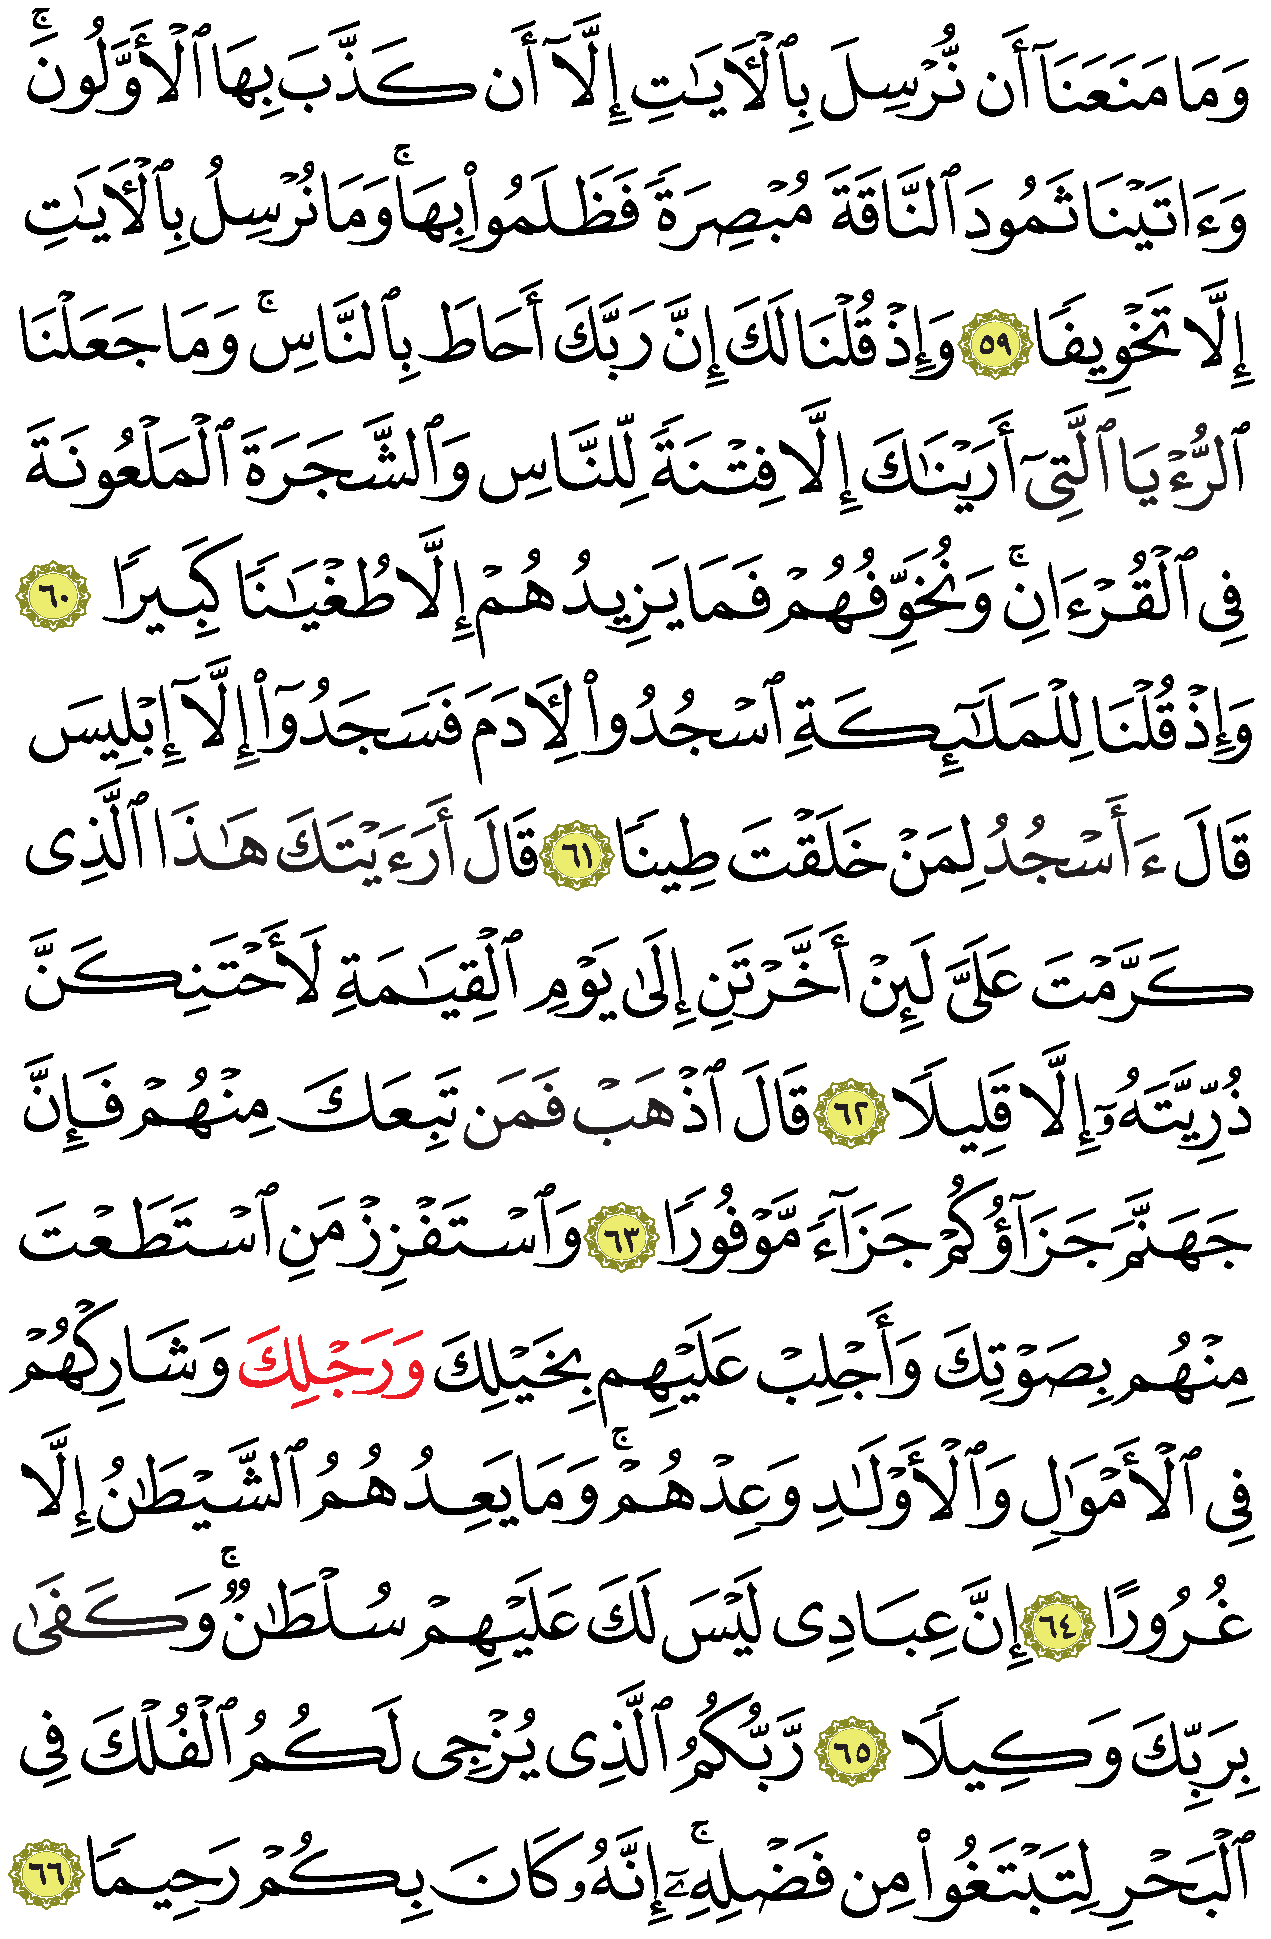 وَمَا مَنَعَنَآ أَن نُّرْسِلَ بِٱلْأَيَـٰتِ إِلَّآ أَن كَذَّبَ بِهَا ٱلْأَوَّلُونَ ۚ
وَءَاتَيْنَا ثَمُودَ ٱلنَّاقَةَ مُبْصِرَةً فَظَلَمُوا۟ بِهَا ۚ وَمَا نُرْسِلُ بِٱلْأَيَـٰتِ
إِلَّا تَخْوِيفًا ٥٩ وَإِذْ قُلْنَا لَكَ إِنَّ رَبَّكَ أَحَاطَ بِٱلنَّاسِ ۚ وَمَا جَعَلْنَا
ٱلرُّءْيَا ٱلَّتِىٓ أَرَيْنَـٰكَ إِلَّا فِتْنَةً لِّلنَّاسِ وَٱلشَّجَرَةَ ٱلْمَلْعُونَةَ
فِى ٱلْقُرْءَانِ ۚ وَنُخَوِّفُهُمْ فَمَا يَزِيدُهُمْ إِلَّا طُغْيَـٰنًا كَبِيرًا ٦٠
وَإِذْ قُلْنَا لِلْمَلَـٰٓئِكَةِ ٱسْجُدُوا۟ لِأَدَمَ فَسَجَدُوٓا۟ إِلَّآ إِبْلِيسَ
قَالَ ءَأَسْجُدُ لِمَنْ خَلَقْتَ طِينًا ٦١ قَالَ أَرَءَيْتَكَ هَـٰذَا ٱلَّذِى
كَرَّمْتَ عَلَىَّ لَئِنْ أَخَّرْتَنِ إِلَىٰ يَوْمِ ٱلْقِيَـٰمَةِ لَأَحْتَنِكَنَّ
ذُرِّيَّتَهُۥٓ إِلَّا قَلِيلًا ٦٢ قَالَ ٱذْهَبْ فَمَن تَبِعَكَ مِنْهُمْ فَإِنَّ
جَهَنَّمَ جَزَآؤُكُمْ جَزَآءً مَّوْفُورًا ٦٣ وَٱسْتَفْزِزْ مَنِ ٱسْتَطَعْتَ
مِنْهُم بِصَوْتِكَ وَأَجْلِبْ عَلَيْهِم بِخَيْلِكَ وَرَجْلِكَ وَشَارِكْهُمْ
فِى ٱلْأَمْوَٰلِ وَٱلْأَوْلَـٰدِ وَعِدْهُمْ ۚ وَمَا يَعِدُهُمُ ٱلشَّيْطَـٰنُ إِلَّا
غُرُورًا ٦٤ إِنَّ عِبَادِى لَيْسَ لَكَ عَلَيْهِمْ سُلْطَـٰنٌ ۚ وَكَفَىٰ
بِرَبِّكَ وَكِيلًا ٦٥ رَّبُّكُمُ ٱلَّذِى يُزْجِى لَكُمُ ٱلْفُلْكَ فِى
ٱلْبَحْرِ لِتَبْتَغُوا۟ مِن فَضْلِهِۦٓ ۚ إِنَّهُۥ كَانَ بِكُمْ رَحِيمًا ٦٦